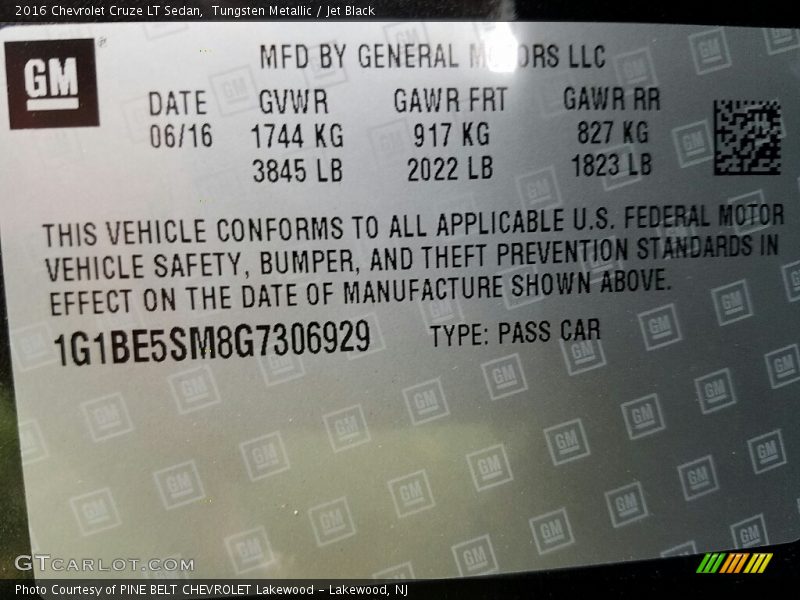 2016 Chevrolet Cruze LT Sedan,  Tungsten Metallic / Jet Black
GM
MFD BY GENERAL MOTORS LLC
DATE GVWR GAWR FRT GAWR RR
06/16 1744 KG 917 KG 827 KG
3845 LB 2022 LB 1823 LB
THIS VEHICLE CONFORMS TO ALL APPLICABLE U.S. FEDERAL MOTOR
VEHICLE SAFETY, BUMPER, AND THEFT PREVENTION STANDARDS IN
EFFECT ON THE DATE OF MANUFACTURE SHOWN ABOVE.
1G1BE5SM8G7306929 TYPE: PASS CAR
GTcarlot.com
Photo Courtesy of PINE BELT CHEVROLET Lakewood - Lakewood, NJ